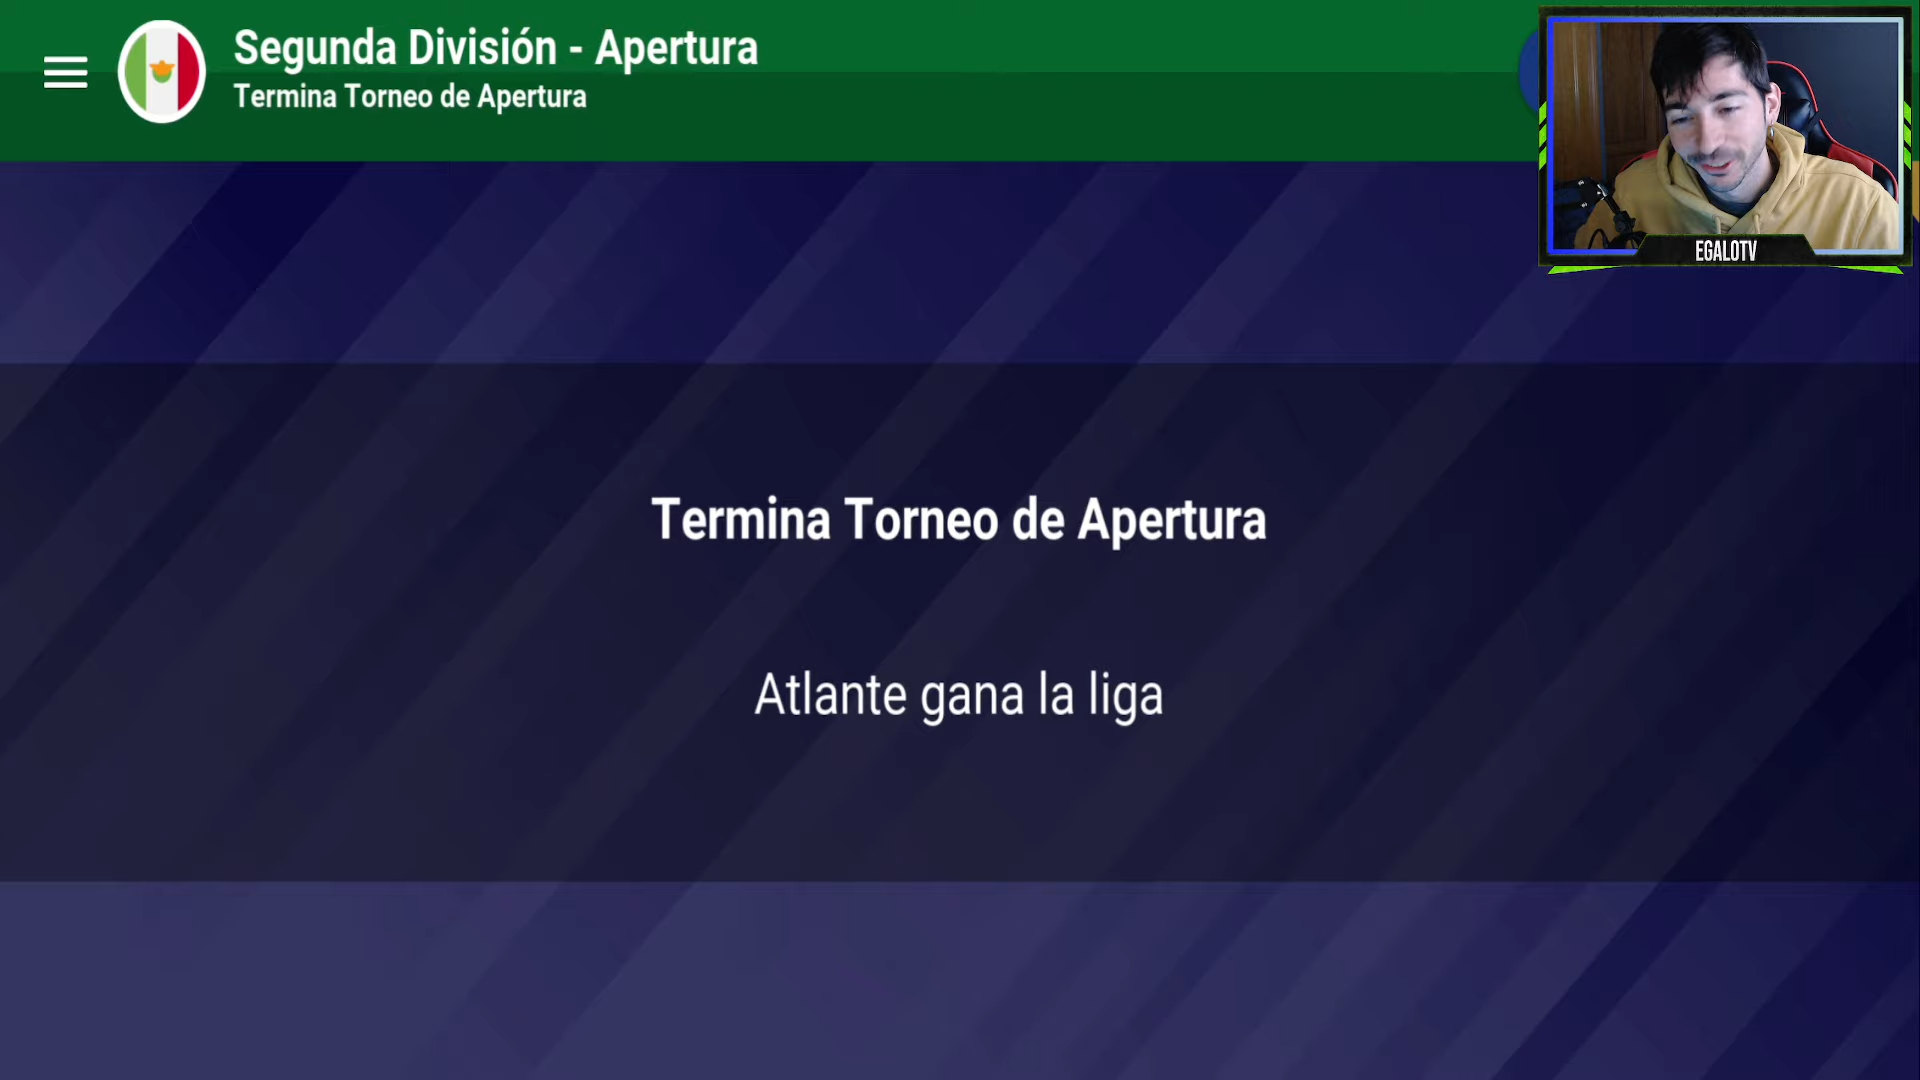 Segunda División - Apertura
Termina Torneo de Apertura
EGALOTV
Termina Torneo de Apertura
Atlante gana la liga